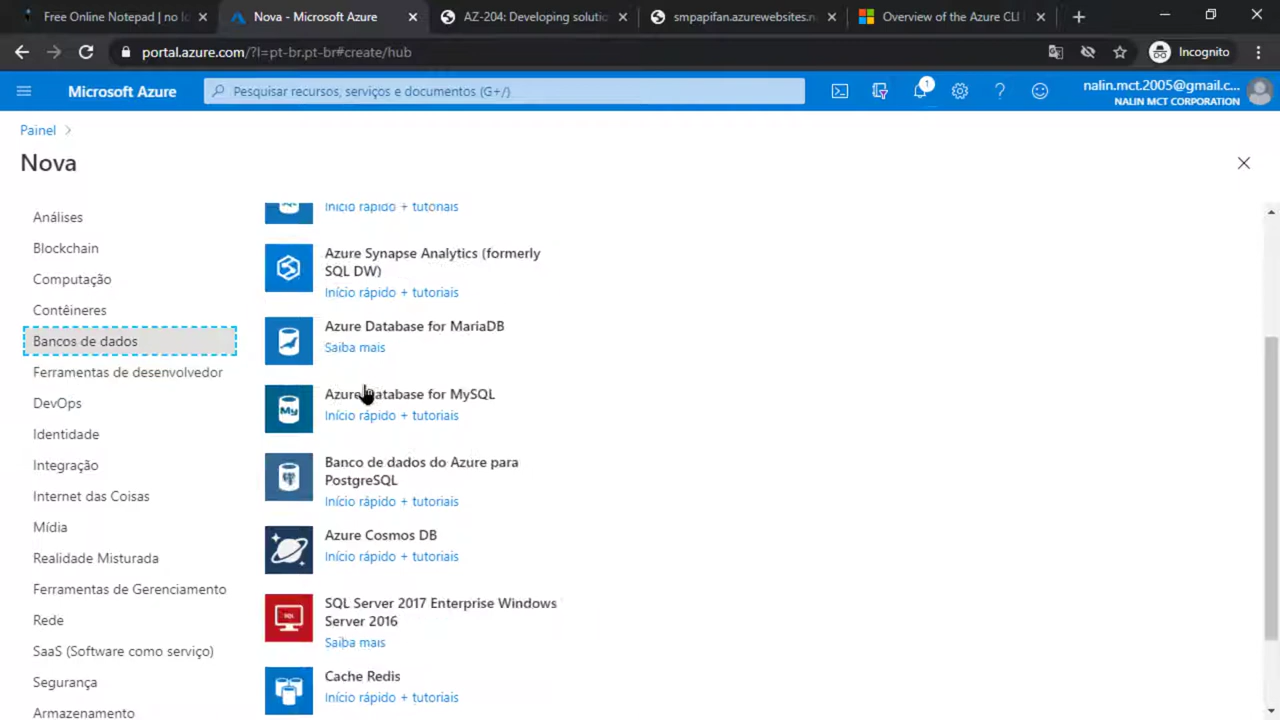 Free Online Notepad | no l
Nova - Microsoft Azure
AZ-204: Developing solutio
smpapifan.azurewebsites.n
Overview of the Azure CLI
portal.azure.com/?l=pt-br.pt-br#create/hub
Incognito
Microsoft Azure
Pesquisar recursos, serviços e documentos (G+/)
1
nalin.mct.2005@gmail.c...
NALIN MCT CORPORATION
Painel
Nova
Análises
Blockchain
Computação
Contêineres
Bancos de dados
Ferramentas de desenvolvedor
DevOps
Identidade
Integração
Internet das Coisas
Mídia
Realidade Misturada
Ferramentas de Gerenciamento
Rede
SaaS (Software como serviço)
Segurança
Armazenamento
Início rápido + tutoriais
Azure Synapse Analytics (formerly
SQL DW)
Início rápido + tutoriais
Azure Database for MariaDB
Saiba mais
Azure Database for MySQL
My
Início rápido + tutoriais
Banco de dados do Azure para
PostgreSQL
Início rápido + tutoriais
Azure Cosmos DB
Início rápido + tutoriais
SQL
SQL Server 2017 Enterprise Windows
Server 2016
Saiba mais
Cache Redis
Início rápido + tutoriais